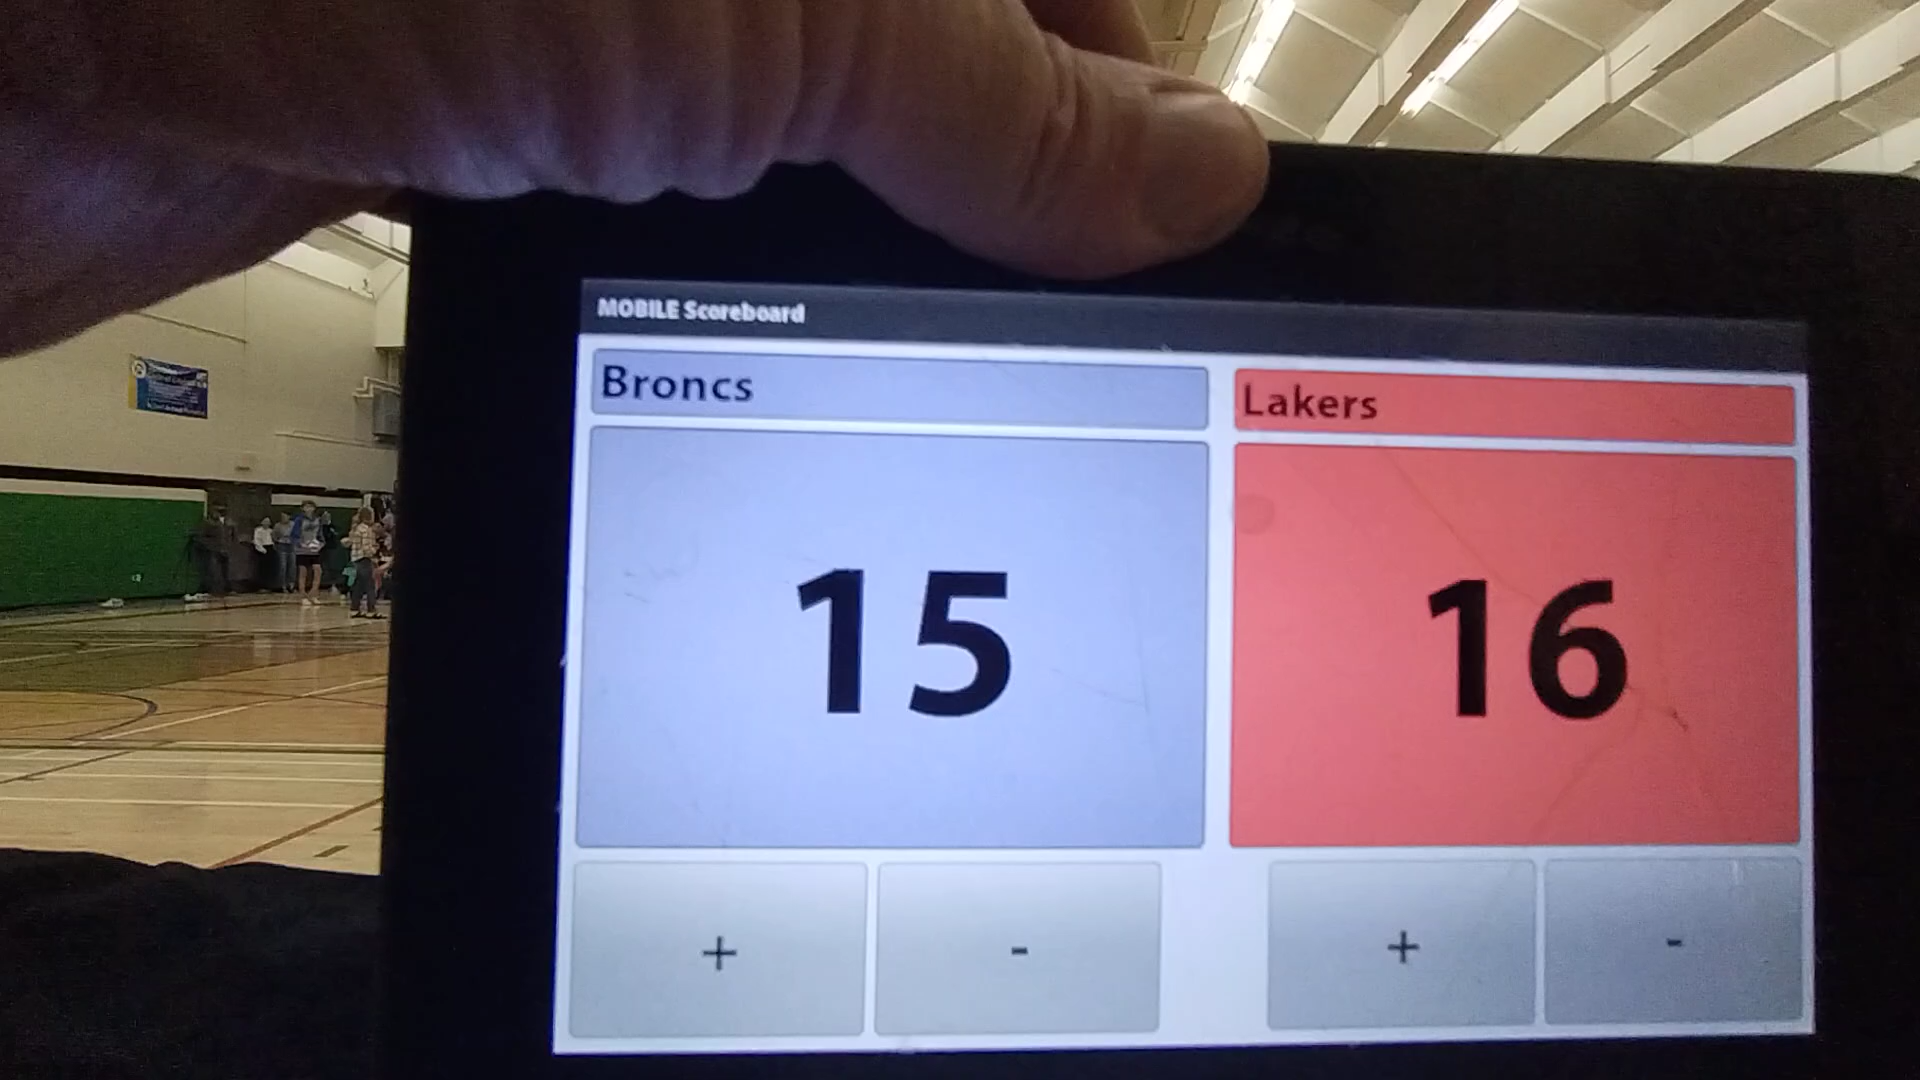 MOBILE Scoreboard
Broncs
Lakers
15
16
+
-
+
-